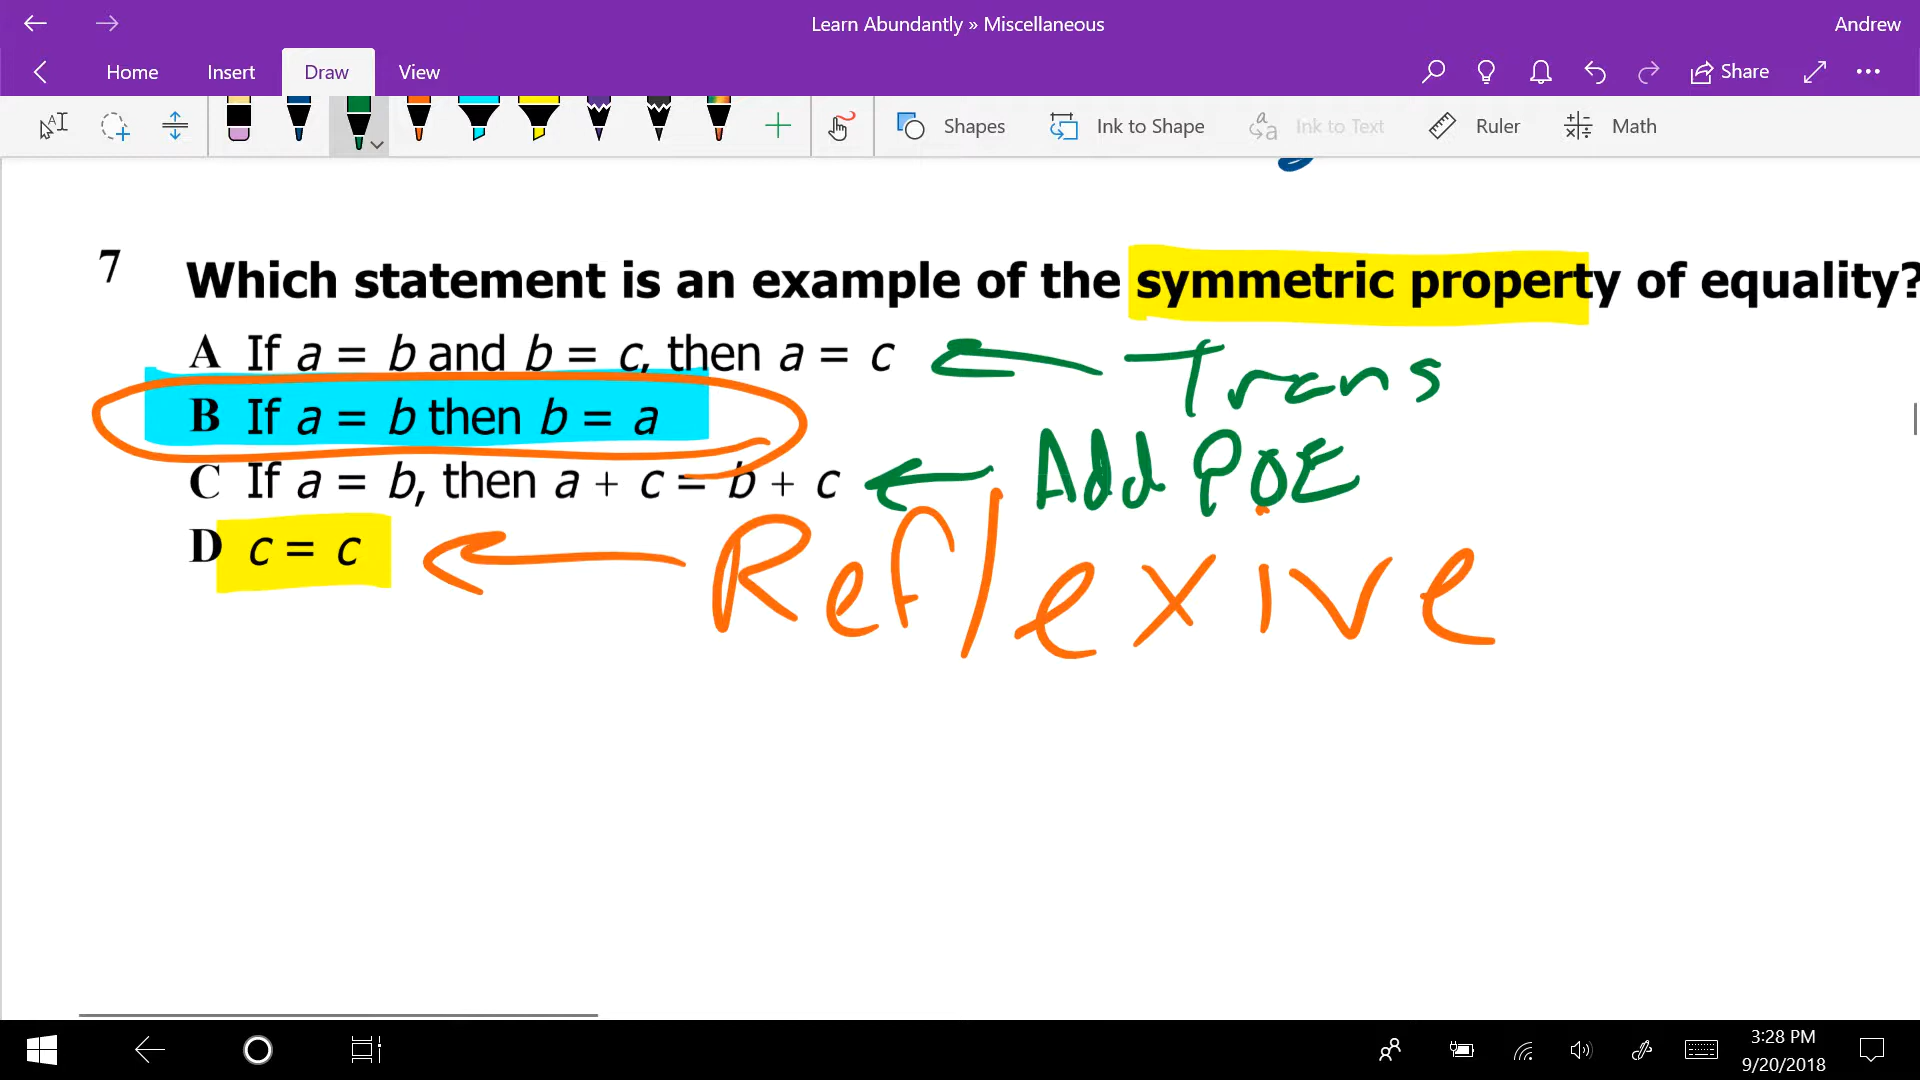 Learn Abundantly » Miscellaneous
Andrew
Home Insert Draw View
Share
Shapes Ink to Shape Ink to Text Ruler Math
7 Which statement is an example of the symmetric property of equality?
A If a = b and b = c, then a = c Trans
B If a = b then b = a
C If a = b, then a + c = b + c Add POE
D c = c Reflexive
3:28 PM
9/20/2018